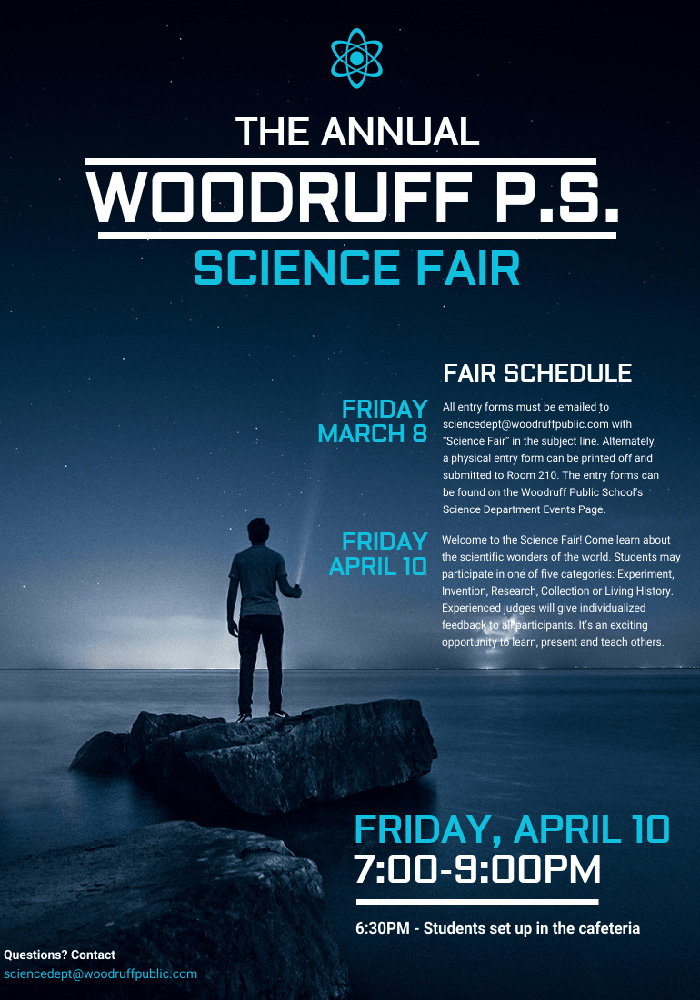 THE ANNUAL
WOODRUFF P.S.
SCIENCE FAIR
FAIR SCHEDULE
FRIDAY
MARCH 8
All entry forms must be emailed to
sciencedept@woodruffpublic.com with
"Science Fair" in the subject line. Alternately
a physical entry form can be printed off and
submitted to Room 210. The entry forms can
be found on the Woodruff Public School's
Science Department Events Page.
FRIDAY
APRIL 10
Welcome to the Science Fair! Come learn about
the scientific wonders of the world. Students may
participate in one of five categories: Experiment,
Invention, Research, Collection or Living History.
Experienced judges will give individualized
feedback to all participants. It's an exciting
opportunity to learn, present and teach others.
FRIDAY, APRIL 10
7:00-9:00PM
6:30PM - Students set up in the cafeteria
Questions? Contact
sciencedept@woodruffpublic.com